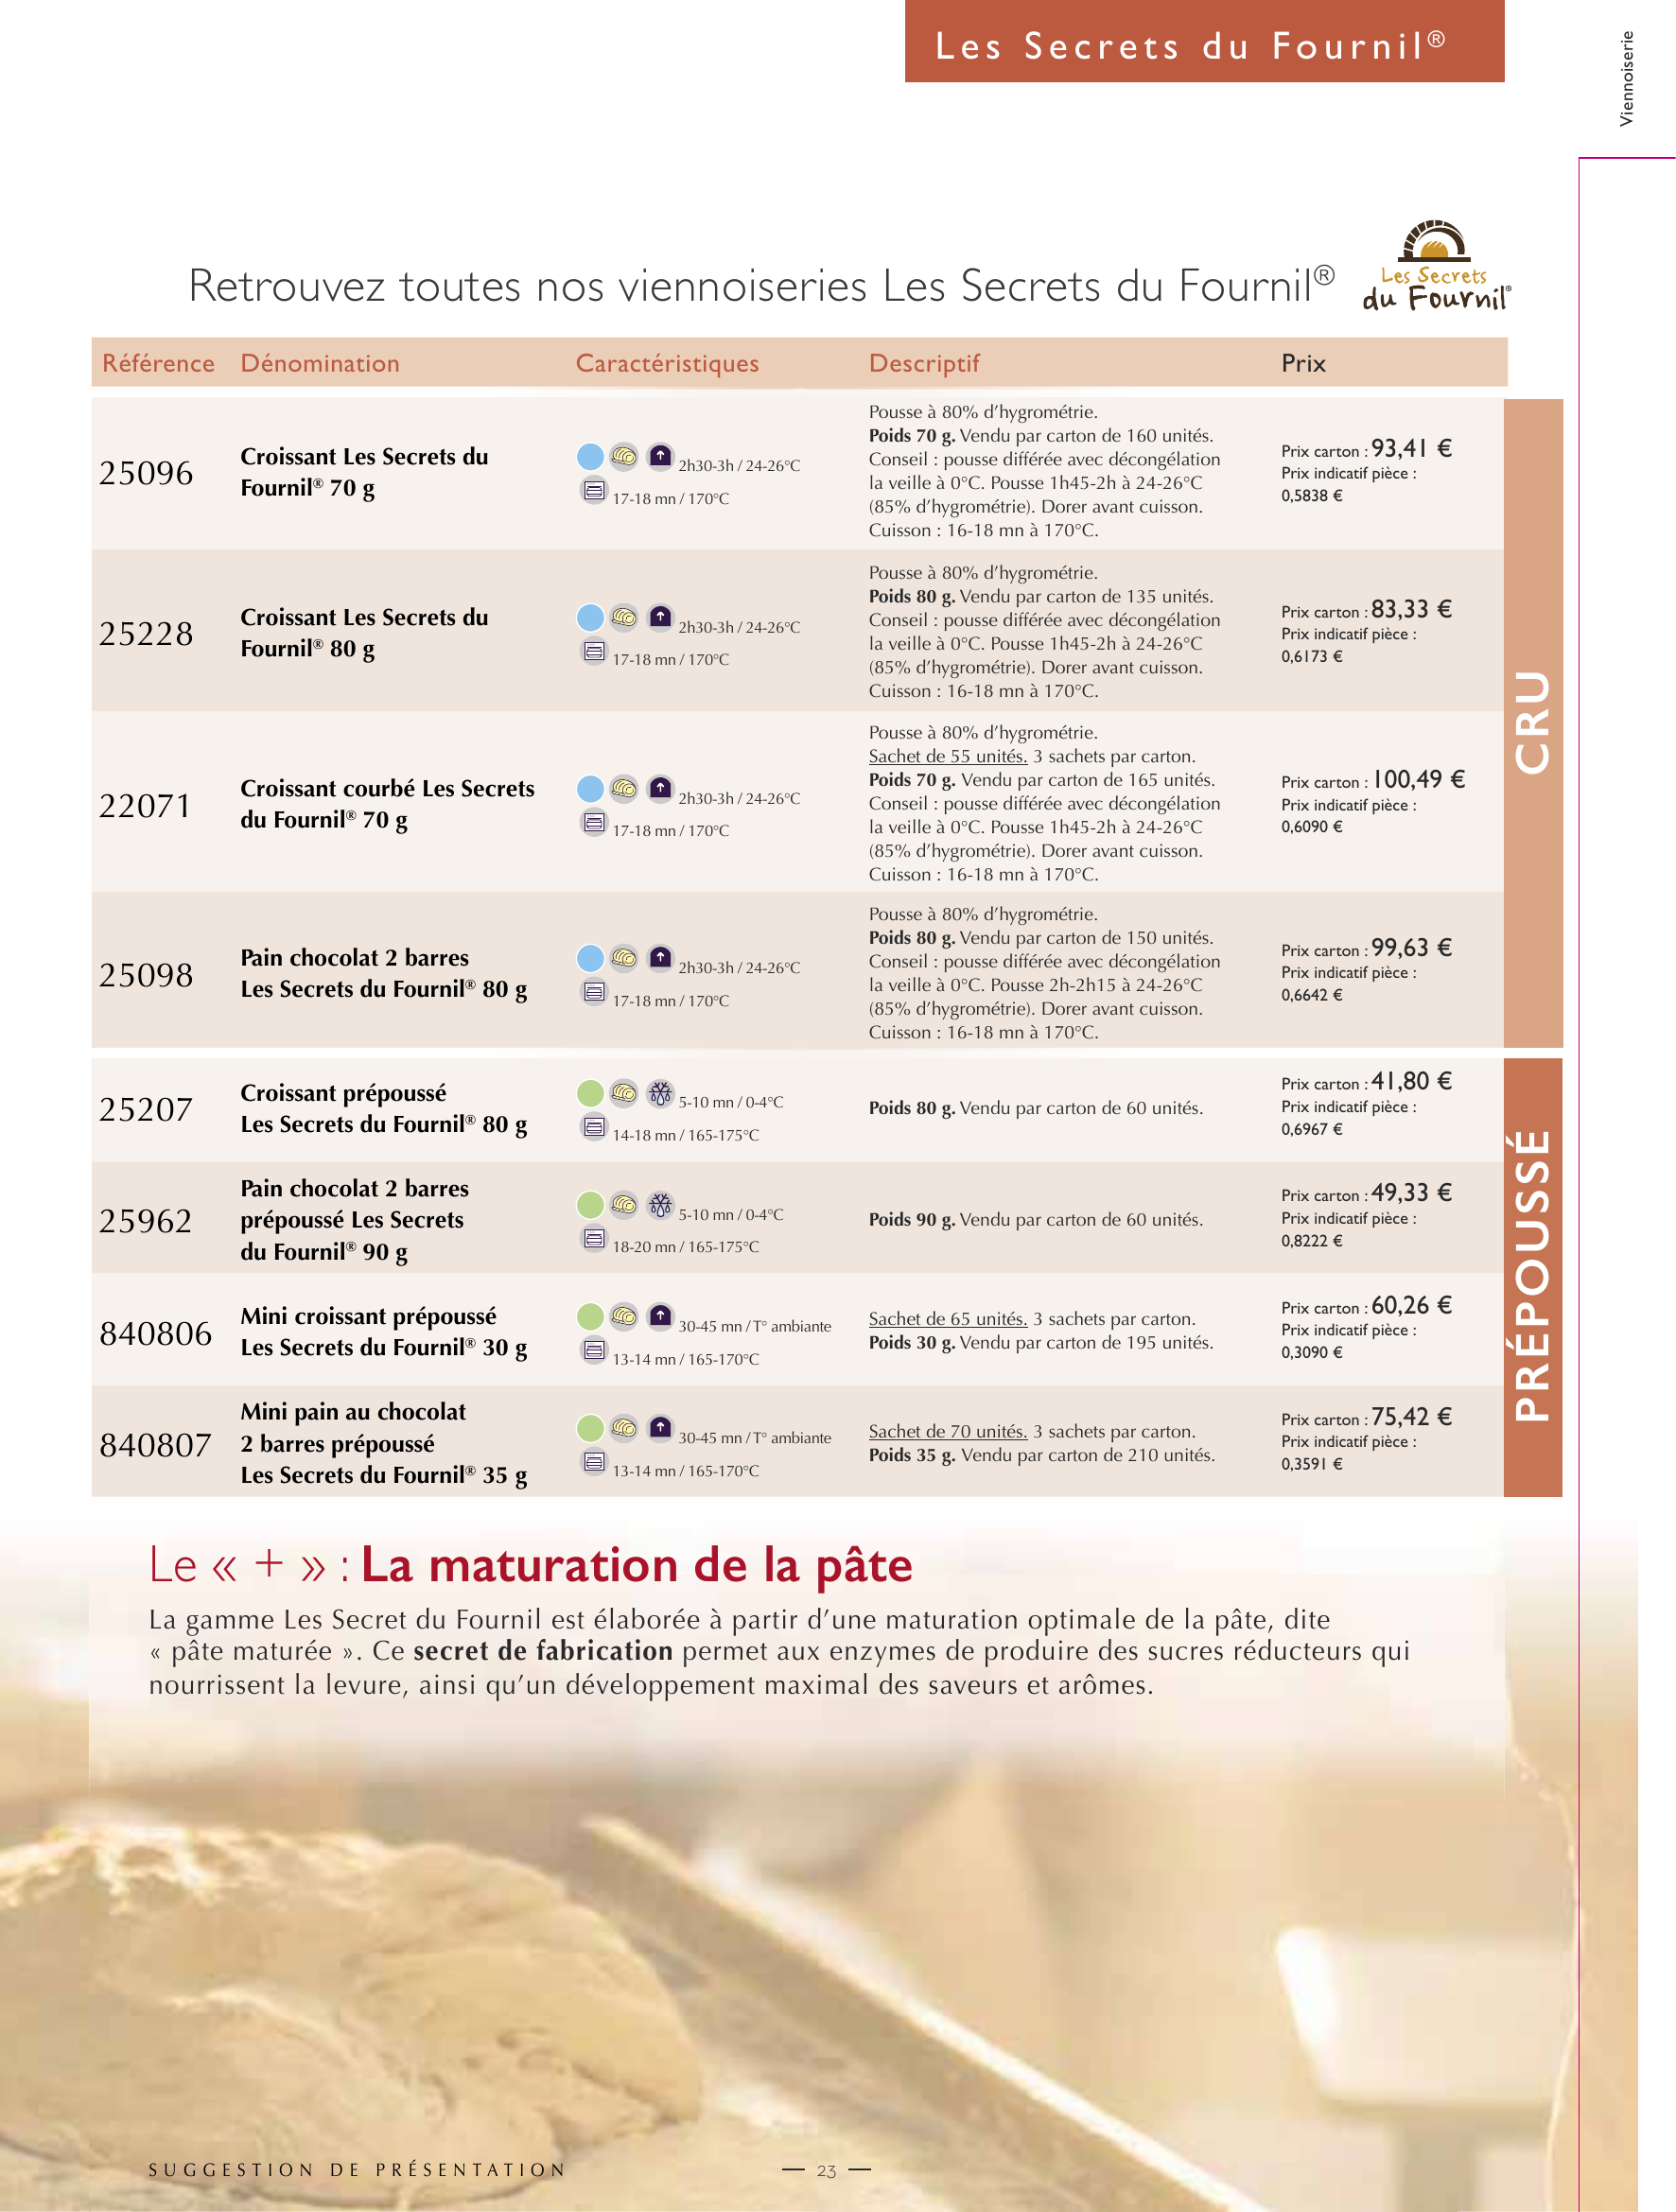 Les Secrets du Fournil®
Viennoiserie
Retrouvez toutes nos viennoiseries Les Secrets du Fournil®
Les Secrets
du Fournil®
Référence Dénomination Caractéristiques Descriptif Prix
CRU
25096
Croissant Les Secrets du
Fournil® 70 g
2h30-3h / 24-26°C
17-18 mn / 170°C
Pousse à 80% d’hygrométrie.
Poids 70 g. Vendu par carton de 160 unités.
Conseil : pousse différée avec décongélation
la veille à 0°C. Pousse 1h45-2h à 24-26°C
(85% d’hygrométrie). Dorer avant cuisson.
Cuisson : 16-18 mn à 170°C.
Prix carton : 93,41 €
Prix indicatif pièce :
0,5838 €
25228
Croissant Les Secrets du
Fournil® 80 g
2h30-3h / 24-26°C
17-18 mn / 170°C
Pousse à 80% d’hygrométrie.
Poids 80 g. Vendu par carton de 135 unités.
Conseil : pousse différée avec décongélation
la veille à 0°C. Pousse 1h45-2h à 24-26°C
(85% d’hygrométrie). Dorer avant cuisson.
Cuisson : 16-18 mn à 170°C.
Prix carton : 83,33 €
Prix indicatif pièce :
0,6173 €
22071
Croissant courbé Les Secrets
du Fournil® 70 g
2h30-3h / 24-26°C
17-18 mn / 170°C
Pousse à 80% d’hygrométrie.
Sachet de 55 unités. 3 sachets par carton.
Poids 70 g. Vendu par carton de 165 unités.
Conseil : pousse différée avec décongélation
la veille à 0°C. Pousse 1h45-2h à 24-26°C
(85% d’hygrométrie). Dorer avant cuisson.
Cuisson : 16-18 mn à 170°C.
Prix carton : 100,49 €
Prix indicatif pièce :
0,6090 €
25098
Pain chocolat 2 barres
Les Secrets du Fournil® 80 g
2h30-3h / 24-26°C
17-18 mn / 170°C
Pousse à 80% d’hygrométrie.
Poids 80 g. Vendu par carton de 150 unités.
Conseil : pousse différée avec décongélation
la veille à 0°C. Pousse 2h-2h15 à 24-26°C
(85% d’hygrométrie). Dorer avant cuisson.
Cuisson : 16-18 mn à 170°C.
Prix carton : 99,63 €
Prix indicatif pièce :
0,6642 €
PRÉPOUSSÉ
25207
Croissant prépoussé
Les Secrets du Fournil® 80 g
5-10 mn / 0-4°C
14-18 mn / 165-175°C
Poids 80 g. Vendu par carton de 60 unités.
Prix carton : 41,80 €
Prix indicatif pièce :
0,6967 €
25962
Pain chocolat 2 barres
prépoussé Les Secrets
du Fournil® 90 g
5-10 mn / 0-4°C
18-20 mn / 165-175°C
Poids 90 g. Vendu par carton de 60 unités.
Prix carton : 49,33 €
Prix indicatif pièce :
0,8222 €
840806
Mini croissant prépoussé
Les Secrets du Fournil® 30 g
30-45 mn / T° ambiante
13-14 mn / 165-170°C
Sachet de 65 unités. 3 sachets par carton.
Poids 30 g. Vendu par carton de 195 unités.
Prix carton : 60,26 €
Prix indicatif pièce :
0,3090 €
840807
Mini pain au chocolat
2 barres prépoussé
Les Secrets du Fournil® 35 g
30-45 mn / T° ambiante
13-14 mn / 165-170°C
Sachet de 70 unités. 3 sachets par carton.
Poids 35 g. Vendu par carton de 210 unités.
Prix carton : 75,42 €
Prix indicatif pièce :
0,3591 €
Le « + » : La maturation de la pâte
La gamme Les Secret du Fournil est élaborée à partir d’une maturation optimale de la pâte, dite
« pâte maturée ». Ce secret de fabrication permet aux enzymes de produire des sucres réducteurs qui
nourrissent la levure, ainsi qu’un développement maximal des saveurs et arômes.
SUGGESTION DE PRÉSENTATION
— 23 —